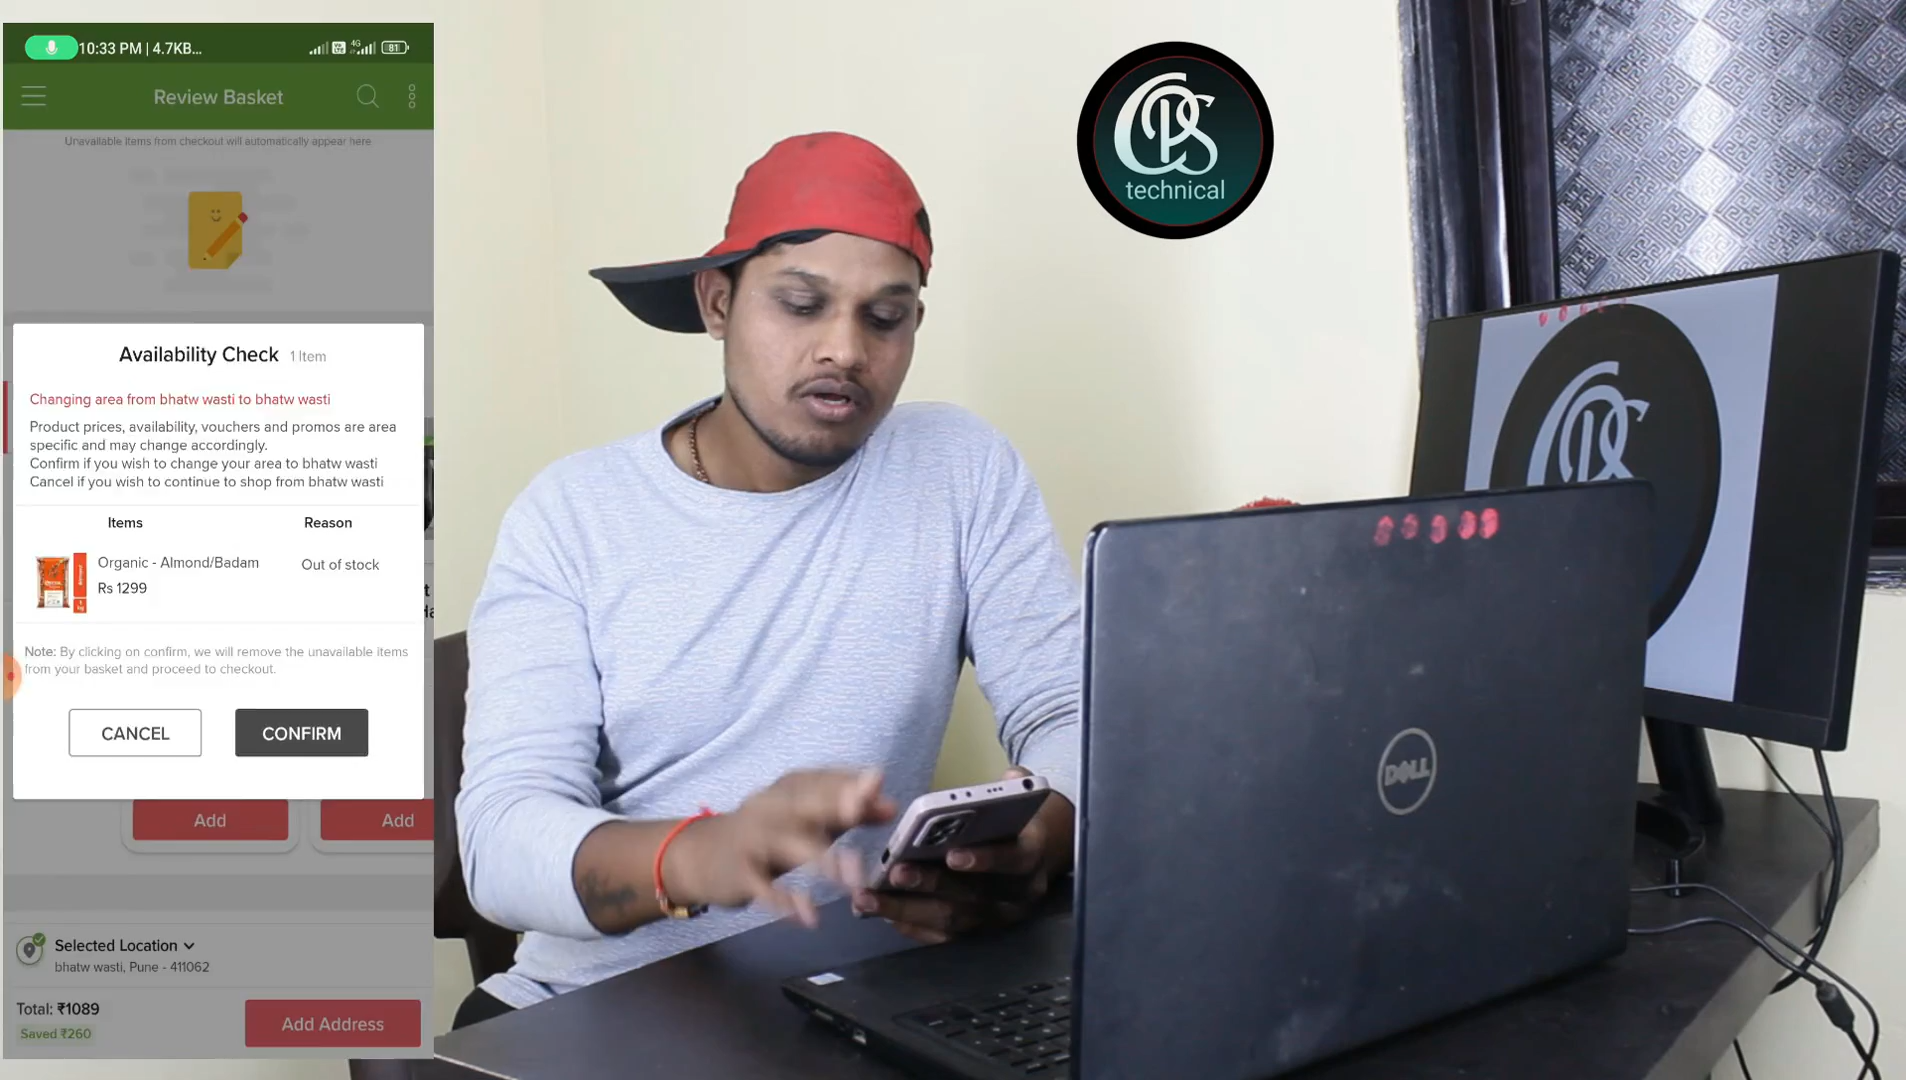 10:33 PM | 4.7KB...
4G
81
Review Basket
Unavailable items from checkout will automatically appear here
Availability Check 1 Item
Changing area from bhatw wasti to bhatw wasti
Product prices, availability, vouchers and promos are area
specific and may change accordingly.
Confirm if you wish to change your area to bhatw wasti
Cancel if you wish to continue to shop from bhatw wasti
Items Reason
Organic - Almond/Badam Out of stock
Rs 1299
Note: By clicking on confirm, we will remove the unavailable items
from your basket and proceed to checkout.
CANCEL CONFIRM
Add Add
Selected Location
bhatw wasti, Pune - 411062
Total: ₹1089
Saved ₹260
Add Address
technical
DELL